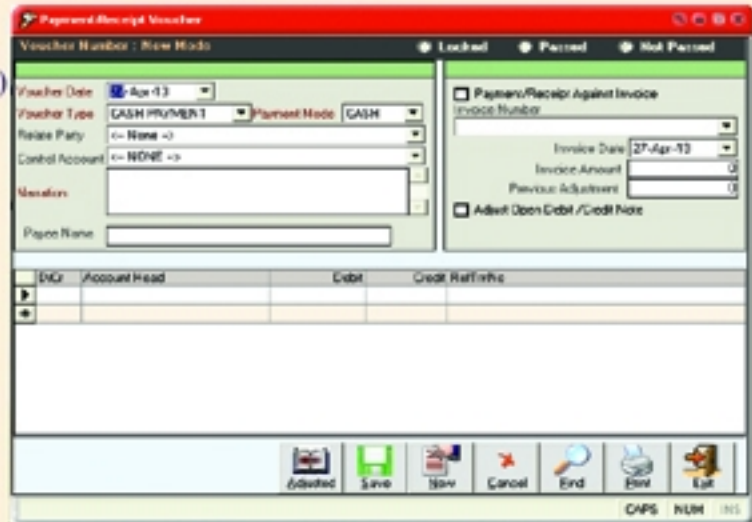 Payment/Receipt Voucher
Voucher Number : New Mode
Locked Passed Not Passed
Voucher Date -Apr-13
Voucher Type CASH PAYMENT Payment Mode CASH
Relate Party <-- None -->
Control Account <-- NONE -->
Narration
Payee Name
Payment/Receipt Against Invoice
Invoice Number
Invoice Date 27-Apr-13
Invoice Amount 0
Previous Adjustment 0
Adjust Open Debit /Credit Note
Dr/Cr Account Head Debit Credit
Adjusted Save New Cancel Find Print Exit
CAPS NUM INS